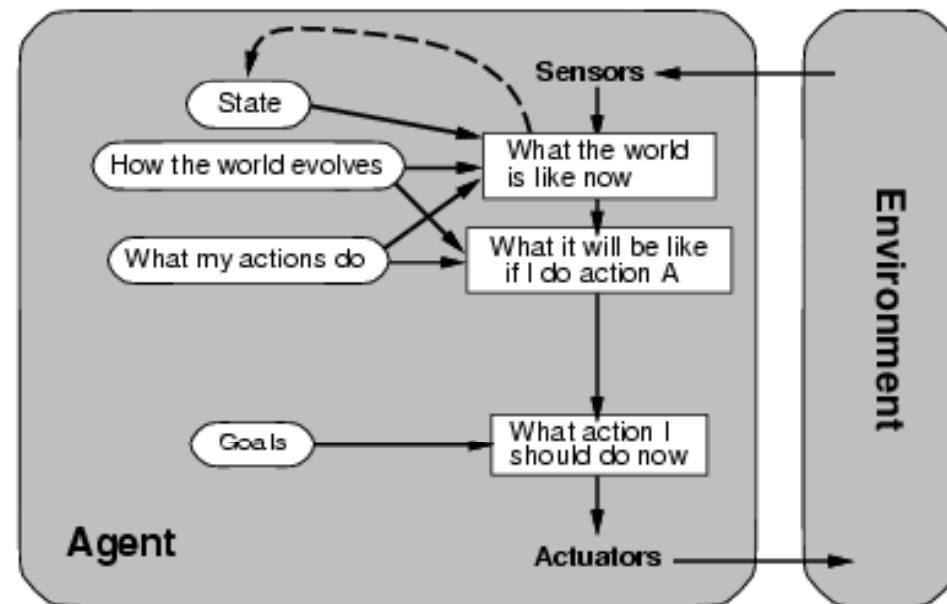 Sensors
State
What the world
is like now
How the world evolves
What my actions do
What it will be like
if I do action A
Goals
What action I
should do now
Agent
Actuators
Environment